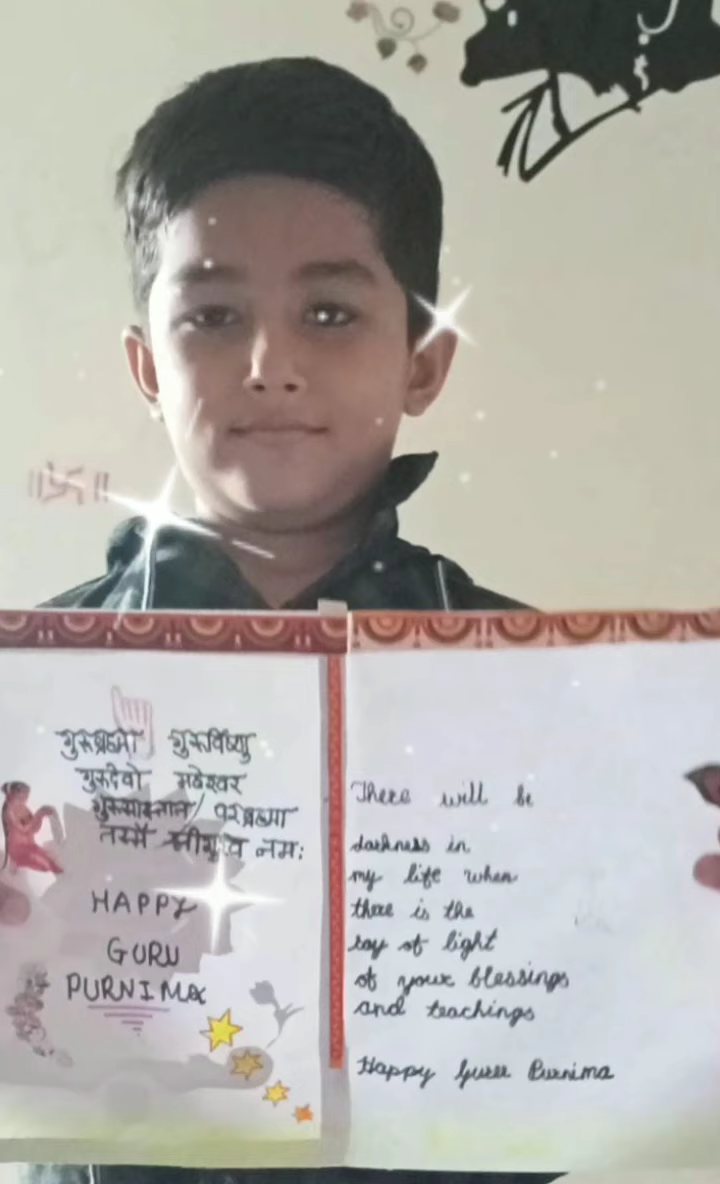 गुरूब्रह्मा गुरूर्विष्णु
गुरूदेवो महेश्वर
गुरूसाक्षात परब्रह्मा
तस्मै श्रीगुरुवे नमः
HAPPY
GURU
PURNIMA
There will be
darkness in
my life when
there is the
ray of light
of your blessings
and teachings
Happy Guru Purnima